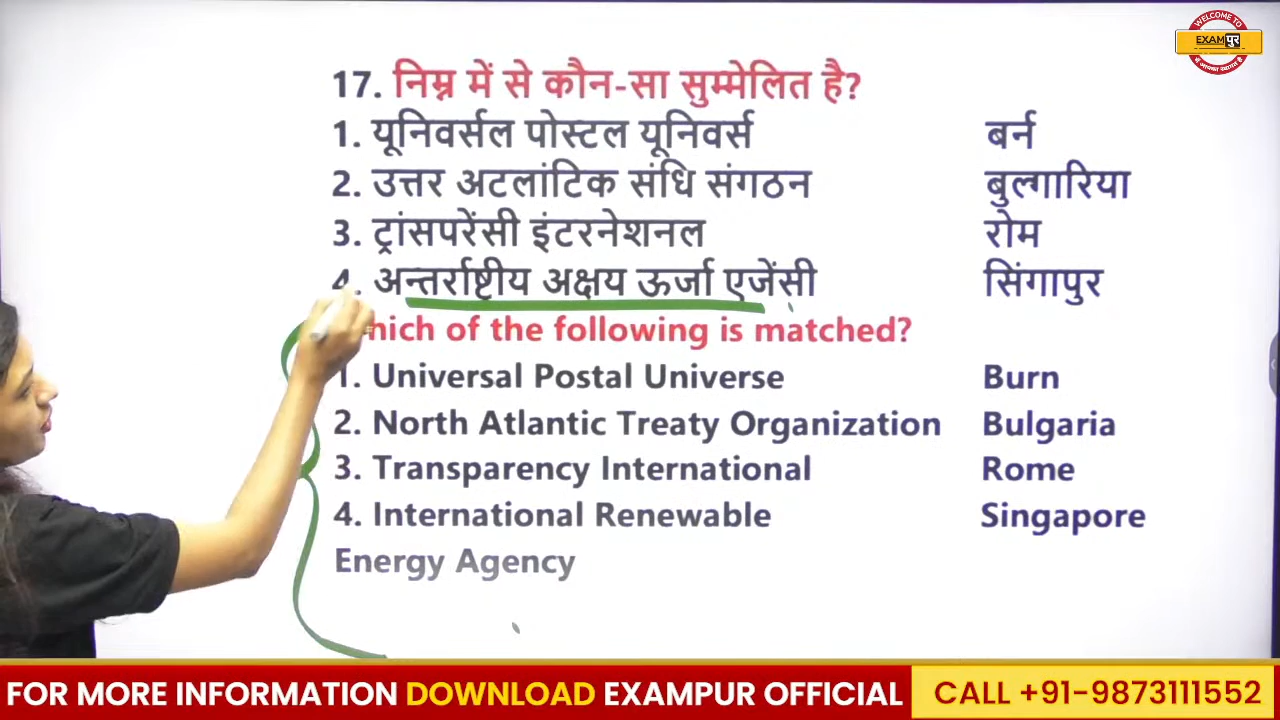 WELCOME TO
EXAMपुर
17. निम्न में से कौन-सा सुम्मेलित है?
1. यूनिवर्सल पोस्टल यूनिवर्स बर्न
2. उत्तर अटलांटिक संधि संगठन बुल्गारिया
3. ट्रांसपरेंसी इंटरनेशनल रोम
4. अन्तर्राष्टीय अक्षय ऊर्जा एजेंसी सिंगापुर
hich of the following is matched?
1. Universal Postal Universe Burn
2. North Atlantic Treaty Organization Bulgaria
3. Transparency International Rome
4. International Renewable Singapore
Energy Agency
FOR MORE INFORMATION DOWNLOAD EXAMPUR OFFICIAL CALL +91-9873111552